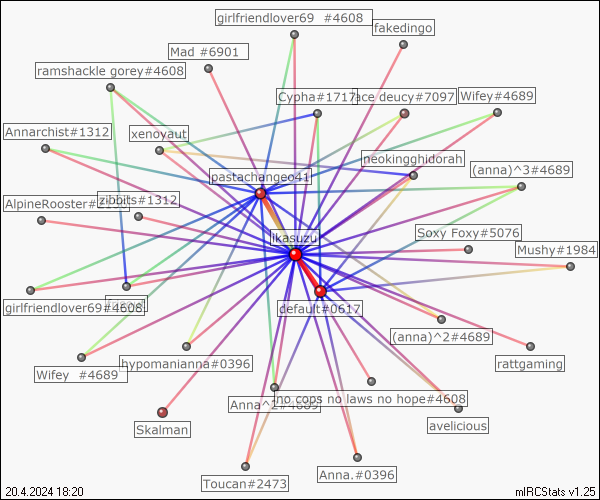 girlfriendlover69 #4608
fakedingo
Mad #6901
ramshackle gorey#4608
Cypha#1717
ace deucy#7097
Wifey#4689
Annarchist#1312
xenoyaut
neokingghidorah
pastachangeo41
(anna)^3#4689
AlpineRooster#
zibbits#1312
ikasuzu
Soxy Foxy#5076
Mushy#1984
girlfriendlover69#4608
default#0617
(anna)^2#4689
rattgaming
Wifey #4689
hypomanianna#0396
Anna^2#4689
no cops no laws no hope#4608
Skalman
avelicious
Toucan#2473
Anna.#0396
20.4.2024 18:20
mIRCStats v1.25